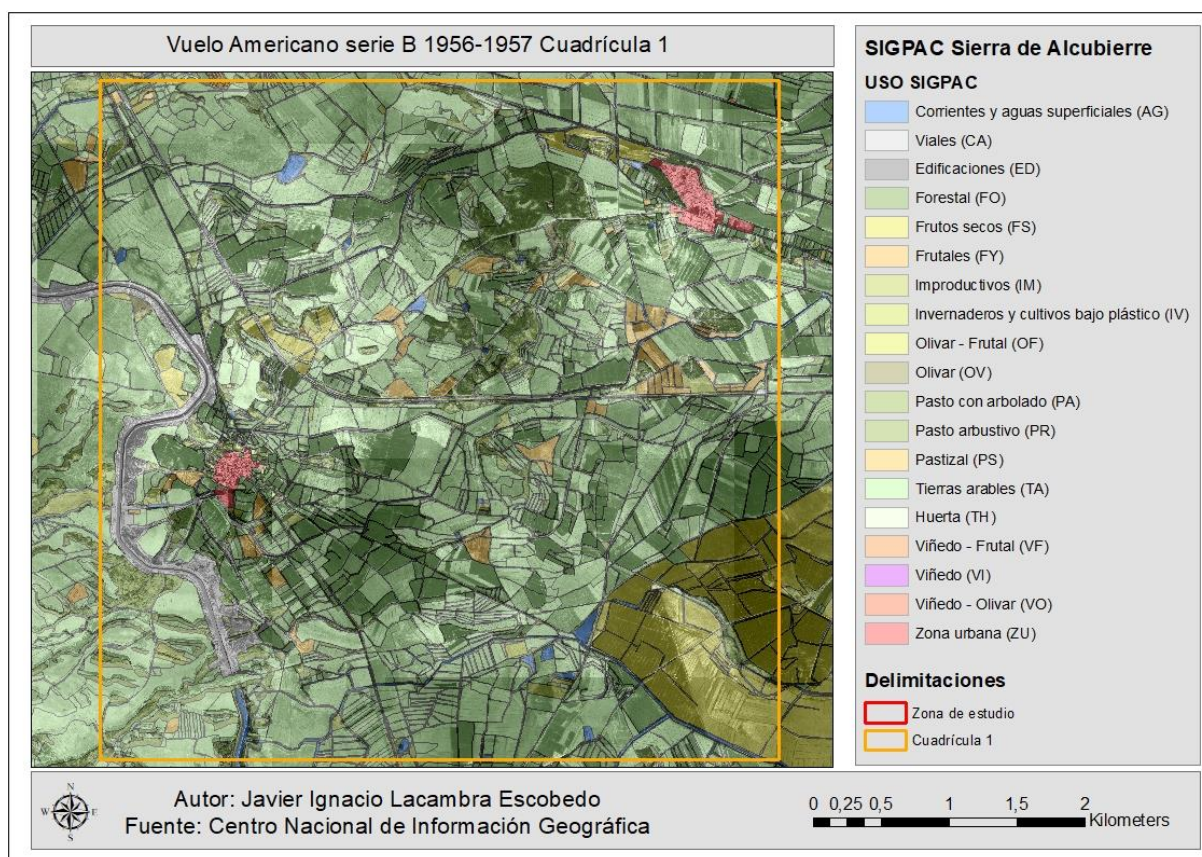 Vuelo Americano serie B 1956-1957 Cuadrícula 1
SIGPAC Sierra de Alcubierre
USO SIGPAC
Corrientes y aguas superficiales (AG)
Viales (CA)
Edificaciones (ED)
Forestal (FO)
Frutos secos (FS)
Frutales (FY)
Improductivos (IM)
Invernaderos y cultivos bajo plástico (IV)
Olivar - Frutal (OF)
Olivar (OV)
Pasto con arbolado (PA)
Pasto arbustivo (PR)
Pastizal (PS)
Tierras arables (TA)
Huerta (TH)
Viñedo - Frutal (VF)
Viñedo (VI)
Viñedo - Olivar (VO)
Zona urbana (ZU)
Delimitaciones
Zona de estudio
Cuadrícula 1
N
W E
S
Autor: Javier Ignacio Lacambra Escobedo
Fuente: Centro Nacional de Información Geográfica
0 0,25 0,5 1 1,5 2
Kilometers